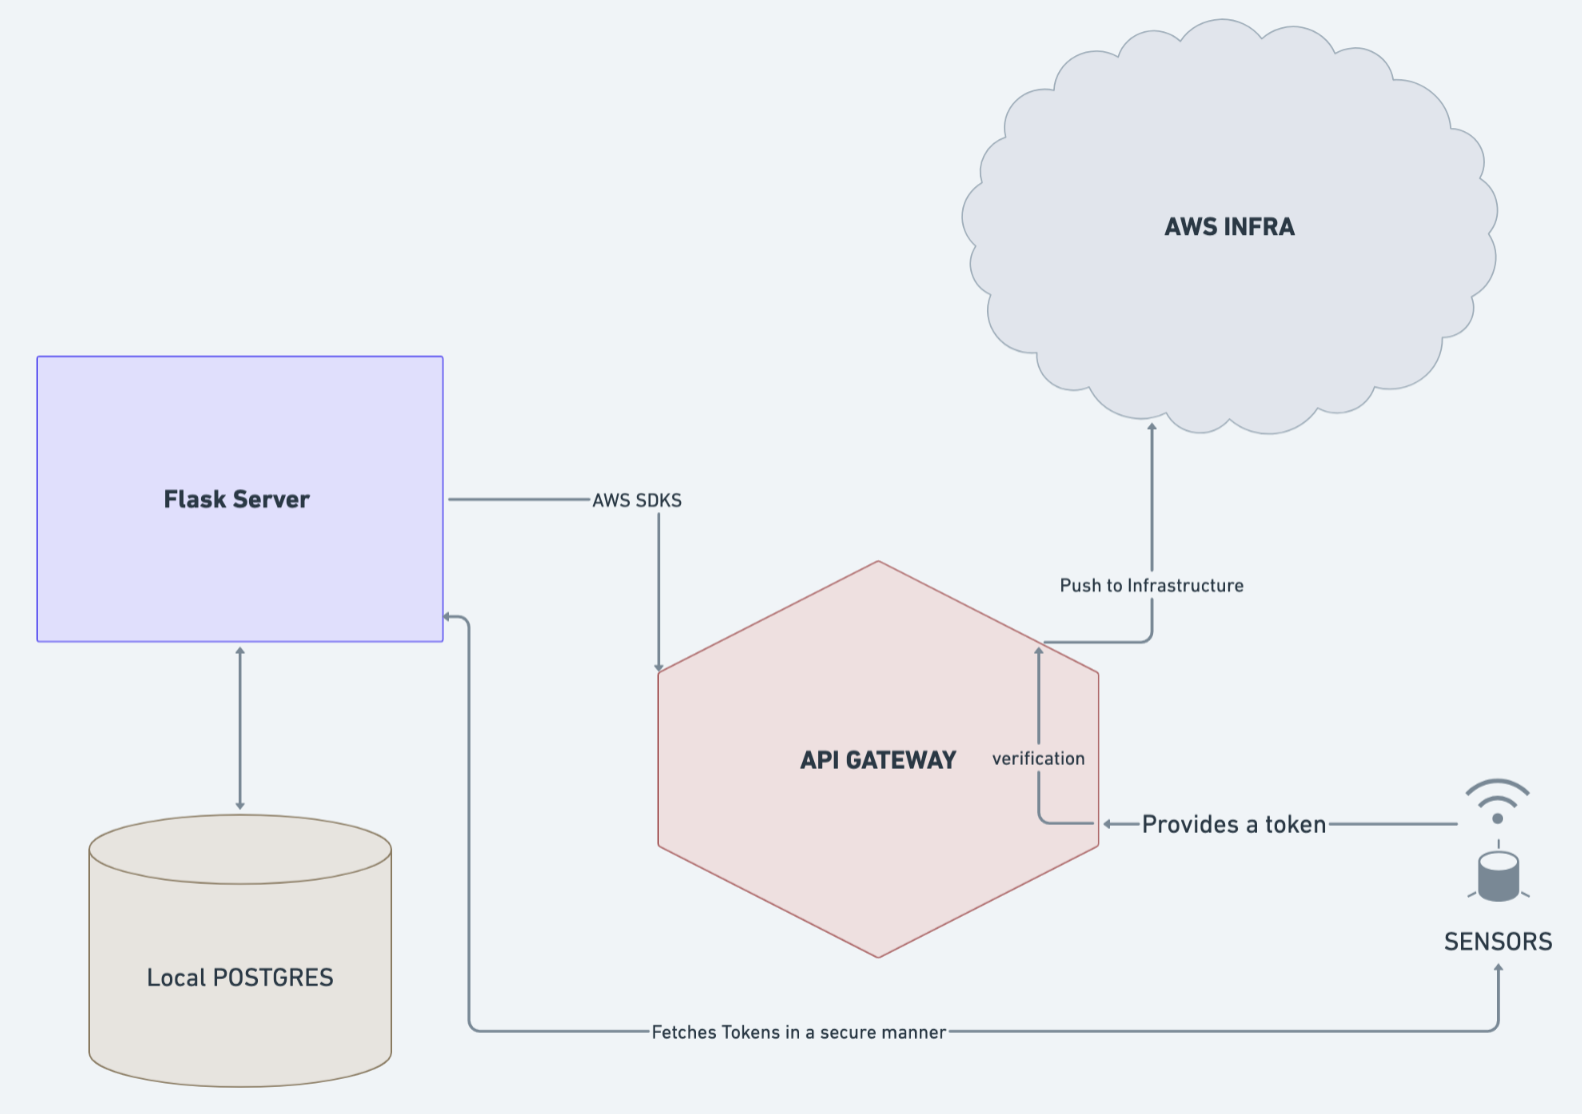 AWS INFRA
Flask Server
AWS SDKS
Push to Infrastructure
API GATEWAY
verification
Provides a token
SENSORS
Local POSTGRES
Fetches Tokens in a secure manner